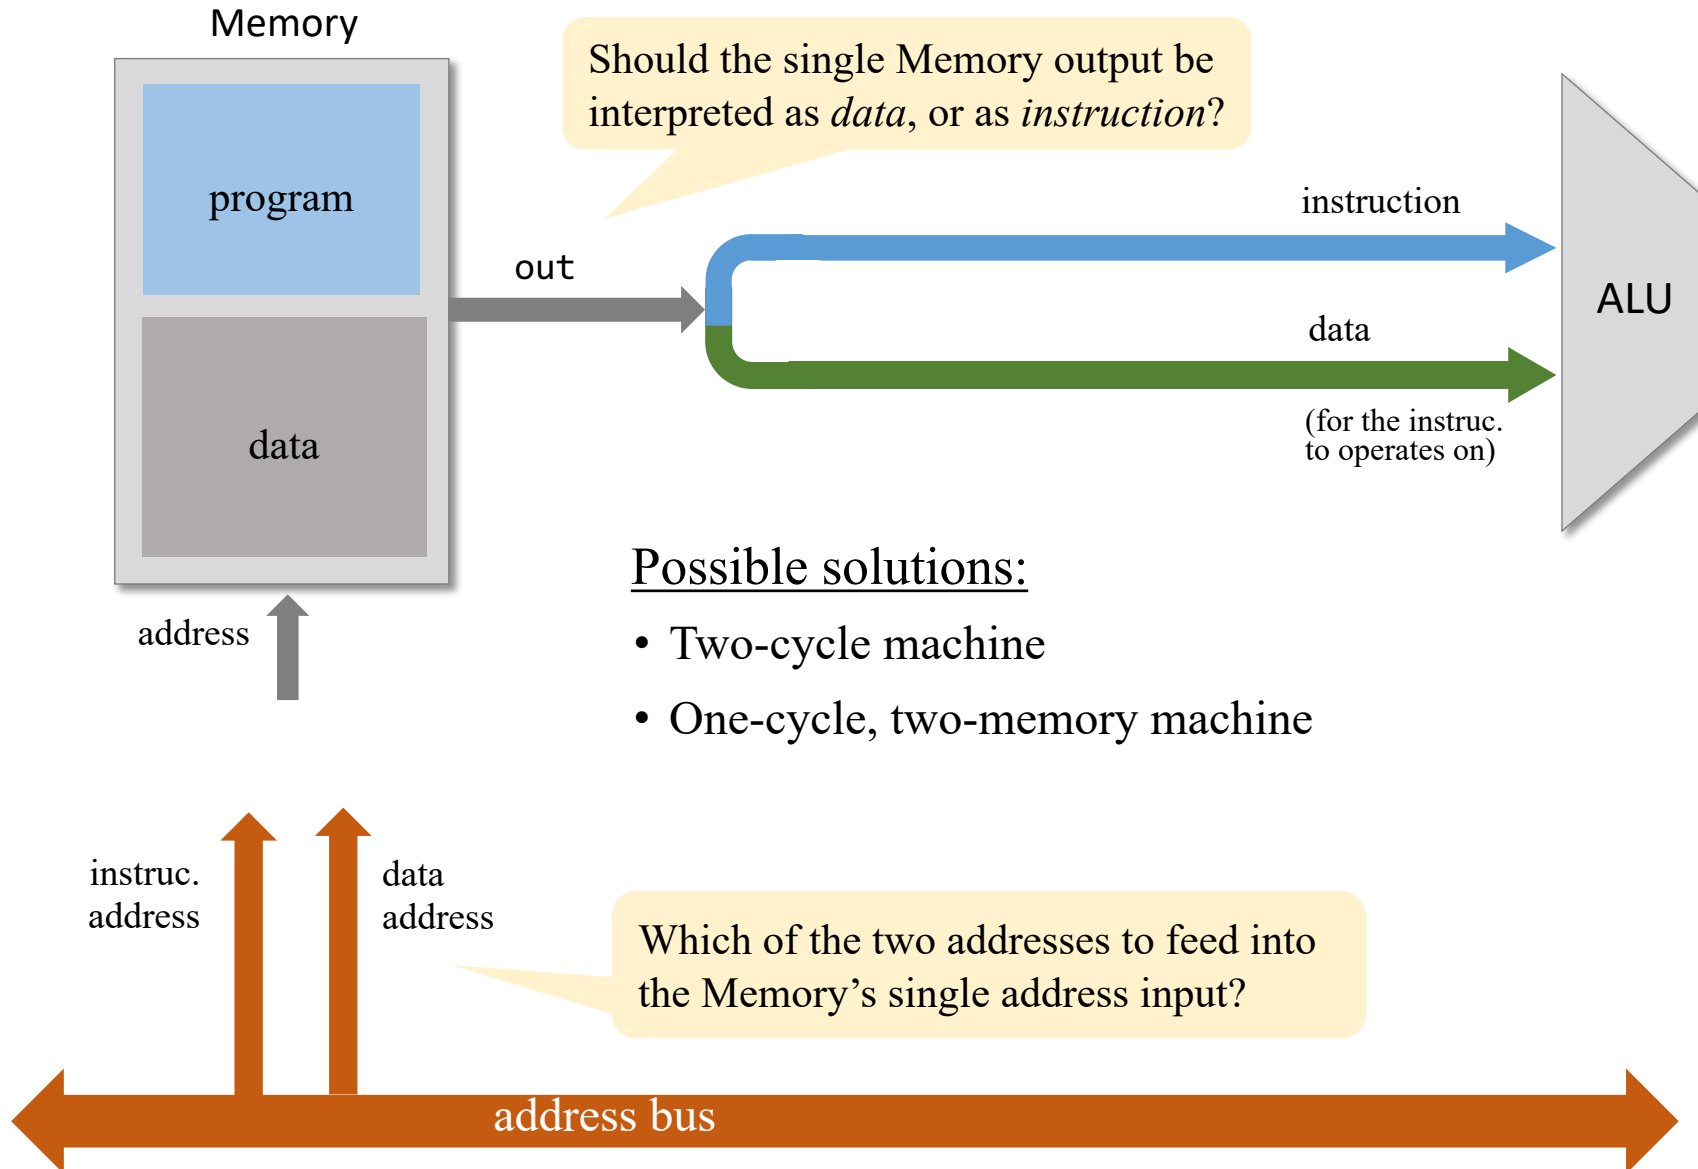 Memory
Should the single Memory output be
interpreted as data, or as instruction?
program
instruction
out
ALU
data
data
(for the instruc.
to operates on)
Possible solutions:
address
• Two-cycle machine
• One-cycle, two-memory machine
instruc.
address
data
address
Which of the two addresses to feed into
the Memory’s single address input?
address bus